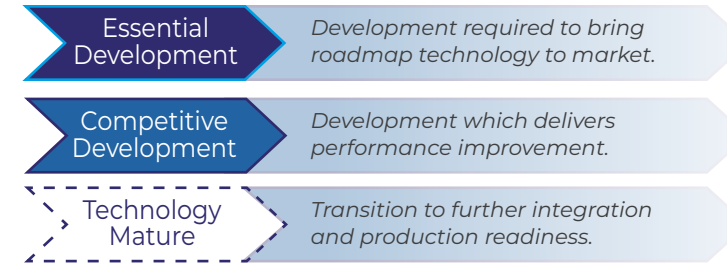 Essential
Development
Development required to bring
roadmap technology to market.
Competitive
Development
Development which delivers
performance improvement.
Technology
Mature
Transition to further integration
and production readiness.